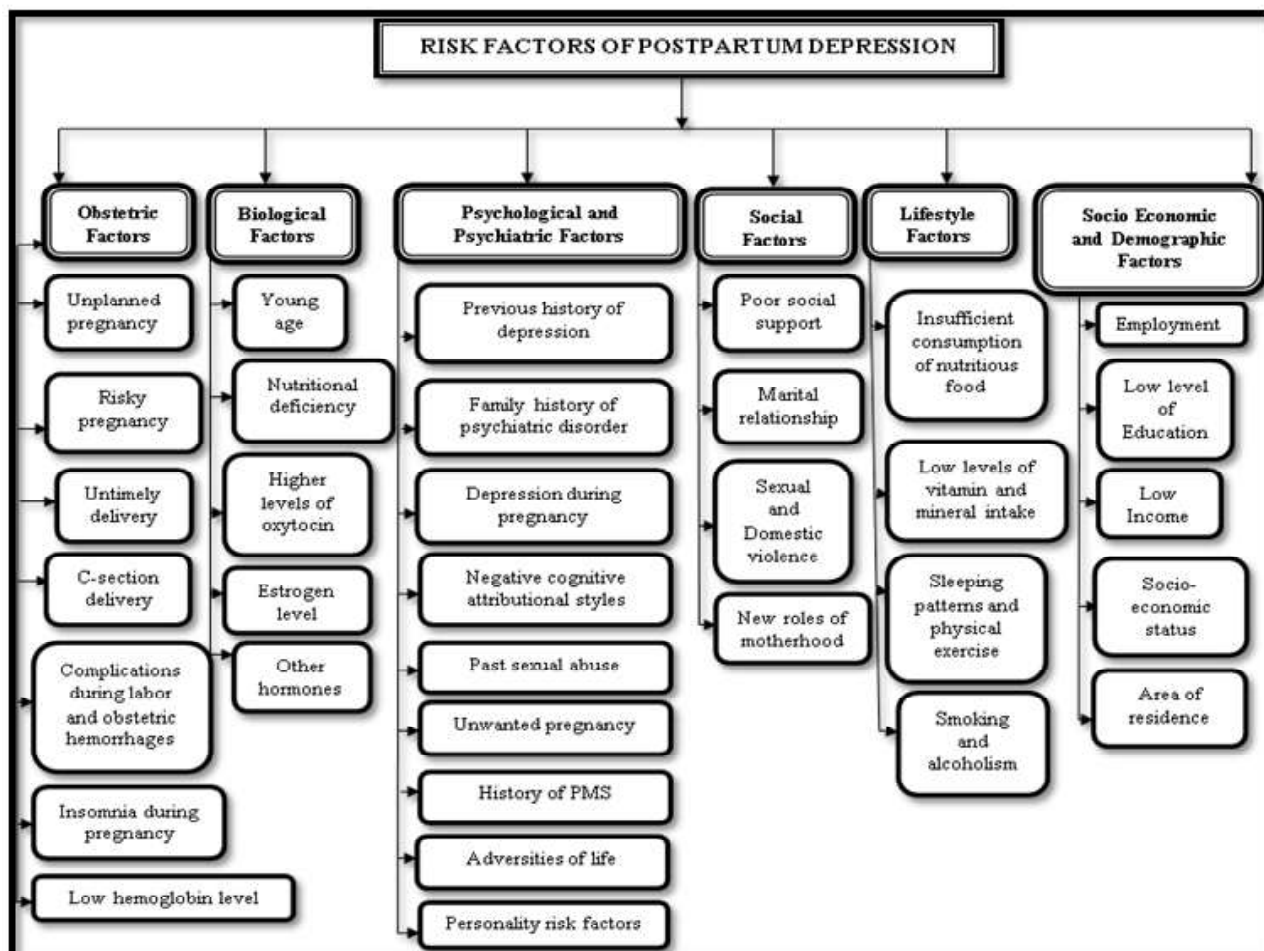 RISK FACTORS OF POSTPARTUM DEPRESSION
Obstetric
Factors
Unplanned
pregnancy
Risky
pregnancy
Untimely
delivery
C-section
delivery
Complications
during labor
and obstetric
hemorrhages
Insomnia during
pregnancy
Low hemoglobin level
Biological
Factors
Young
age
Nutritional
deficiency
Higher
levels of
oxytocin
Estrogen
level
Other
hormones
Psychological and
Psychiatric Factors
Previous history of
depression
Family history of
psychiatric disorder
Depression during
pregnancy
Negative cognitive
attributional styles
Past sexual abuse
Unwanted pregnancy
History of PMS
Adversities of life
Personality risk factors
Social
Factors
Poor social
support
Marital
relationship
Sexual
and
Domestic
violence
New roles of
motherhood
Lifestyle
Factors
Insufficient
consumption
of nutritious
food
Low levels of
vitamin and
mineral intake
Sleeping
patterns and
physical
exercise
Smoking
and
alcoholism
Socio Economic
and Demographic
Factors
Employment
Low level
of
Education
Low
Income
Socio-
economic
status
Area of
residence